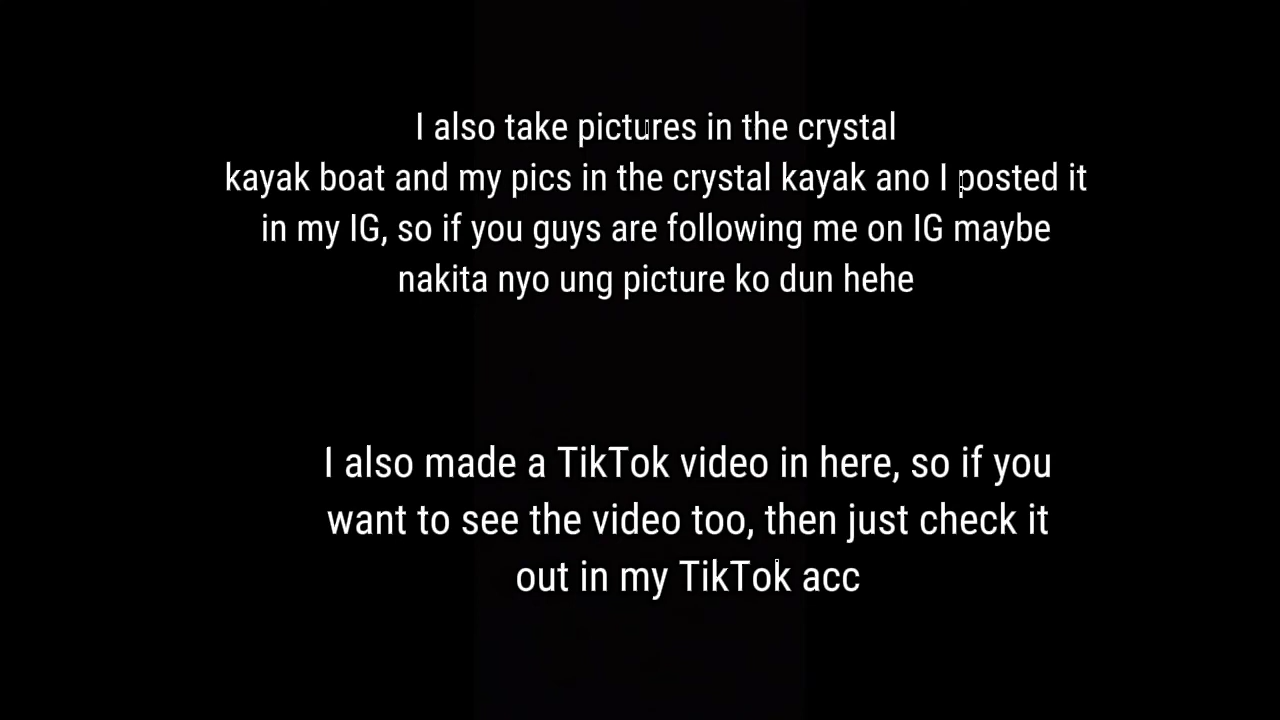 I also take pictures in the crystal
kayak boat and my pics in the crystal kayak ano I posted it
in my IG, so if you guys are following me on IG maybe
nakita nyo ung picture ko dun hehe
I also made a TikTok video in here, so if you
want to see the video too, then just check it
out in my TikTok acc